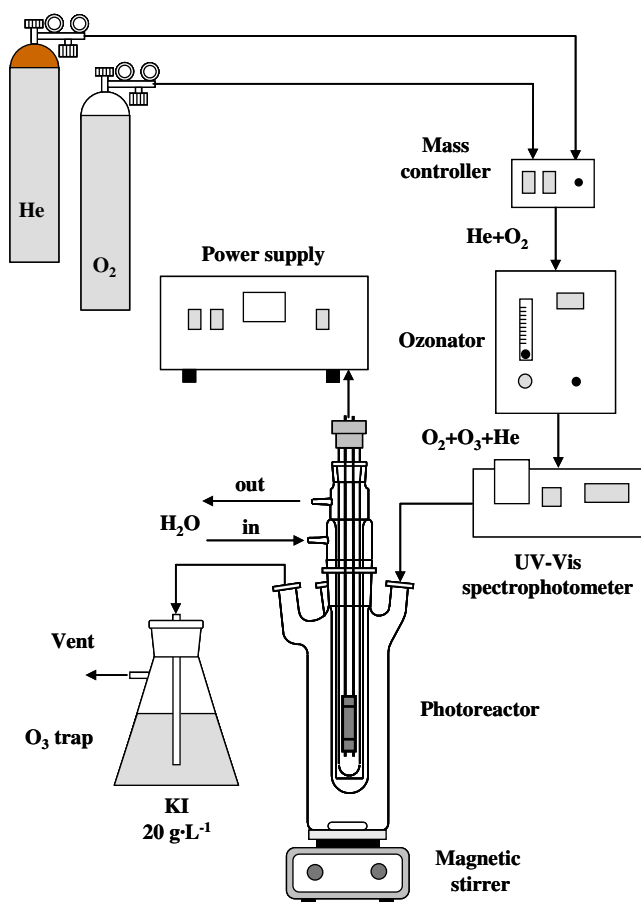 He
O₂
Mass
controller
He+O₂
Power supply
Ozonator
O₂+O₃+He
out
H₂O
in
UV-Vis
spectrophotometer
Vent
Photoreactor
O₃ trap
KI
20 g·L⁻¹
Magnetic
stirrer